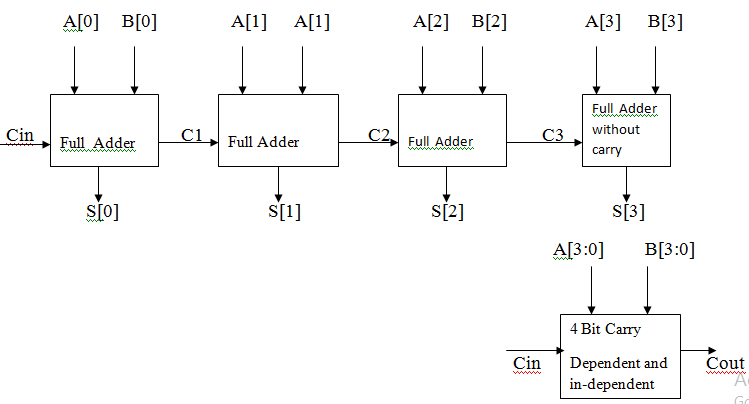 A[0] B[0] A[1] A[1] A[2] B[2] A[3] B[3]
Full Adder
without
carry
Cin Full Adder C1 Full Adder C2 Full Adder C3
S[0] S[1] S[2] S[3]
A[3:0] B[3:0]
4 Bit Carry
Cin Dependent and Cout
in-dependent